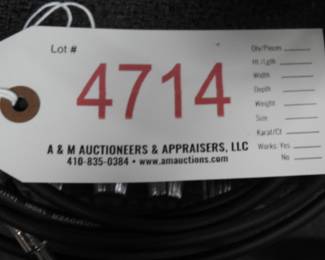 Lot #
4714
A & M AUCTIONEERS & APPRAISERS, LLC
410-835-0384 • www.amauctions.com
Qty/Pieces
Ht./Lgth
Width
Depth
Weight
Size
Karat/Ct
Works: Yes
No